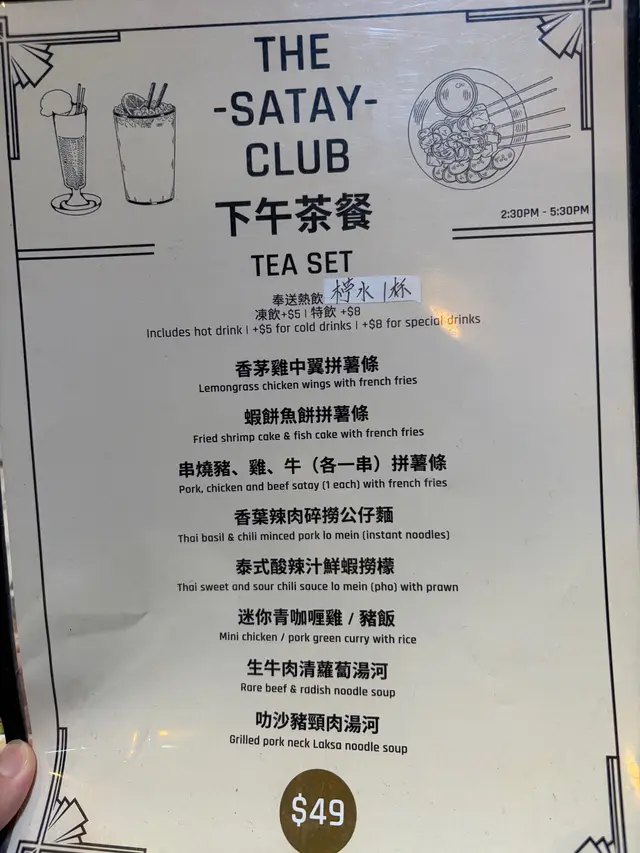 THE
-SATAY-
CLUB
下午茶餐
2:30PM - 5:30PM
TEA SET
奉送熱飲 檸水1杯
凍飲+$5 | 特飲 +$8
Includes hot drink | +$5 for cold drinks | +$8 for special drinks
香茅雞中翼拼薯條
Lemongrass chicken wings with french fries
蝦餅魚餅拼薯條
Fried shrimp cake & fish cake with french fries
串燒豬、雞、牛（各一串）拼薯條
Pork, chicken and beef satay (1 each) with french fries
香葉辣肉碎撈公仔麵
Thai basil & chili minced pork lo mein (instant noodles)
泰式酸辣汁鮮蝦撈檬
Thai sweet and sour chili sauce lo mein (pho) with prawn
迷你青咖喱雞 / 豬飯
Mini chicken / pork green curry with rice
生牛肉清蘿蔔湯河
Rare beef & radish noodle soup
叻沙豬頸肉湯河
Grilled pork neck Laksa noodle soup
$49